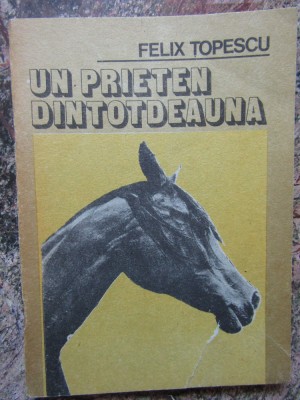 FELIX TOPESCU
UN PRIETEN
DINTOTDEAUNA